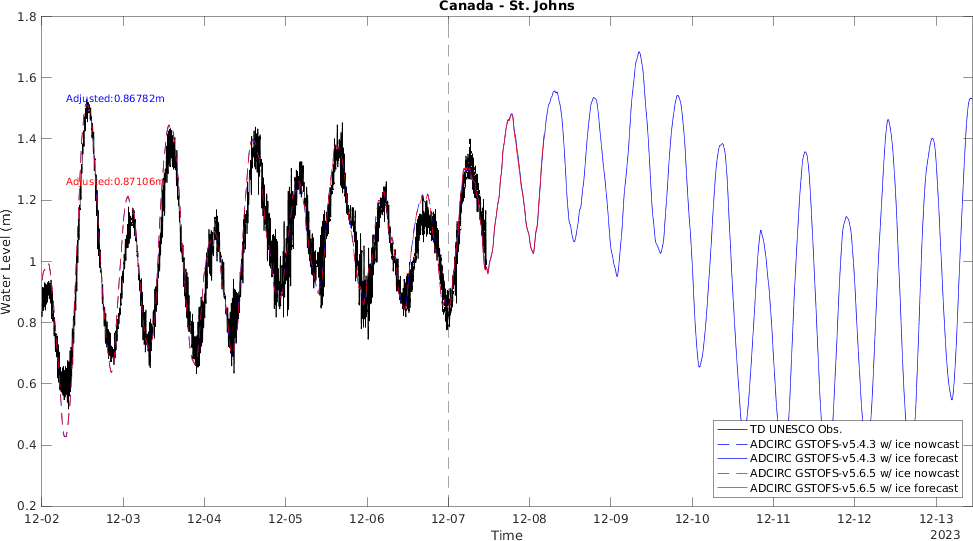 Canada - St. Johns
1.8
1.6
Adjusted:0.86782m
1.4
Adjusted:0.87106m
1.2
Water Level (m)
1
0.8
0.6
TD UNESCO Obs.
0.4
ADCIRC GSTOFS-v5.4.3 w/ ice nowcast
ADCIRC GSTOFS-v5.4.3 w/ ice forecast
ADCIRC GSTOFS-v5.6.5 w/ ice nowcast
ADCIRC GSTOFS-v5.6.5 w/ ice forecast
0.2
12-02 12-03 12-04 12-05 12-06 12-07 12-08 12-09 12-10 12-11 12-12 12-13
Time
2023